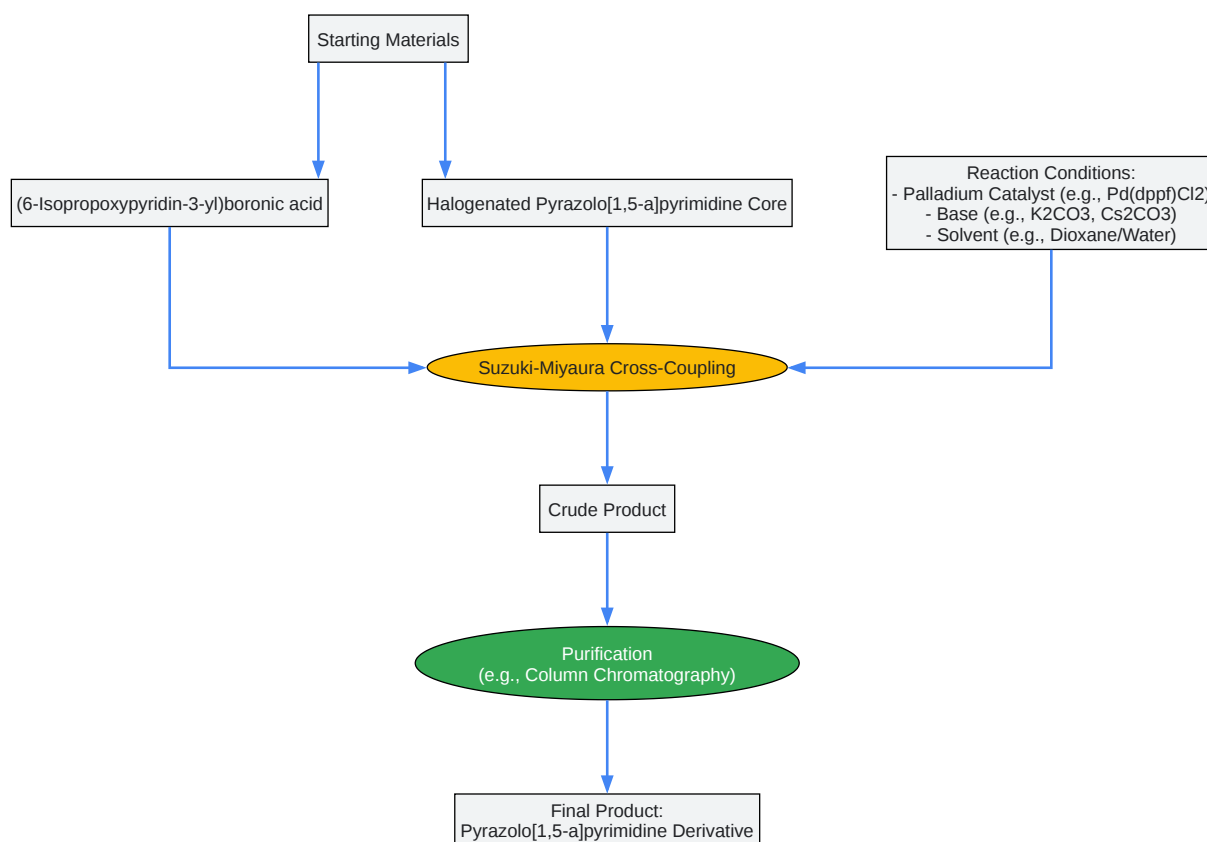 Starting Materials
(6-Isopropoxypyridin-3-yl)boronic acid
Halogenated Pyrazolo[1,5-a]pyrimidine Core
Reaction Conditions:
- Palladium Catalyst (e.g., Pd(dppf)Cl2)
- Base (e.g., K2CO3, Cs2CO3)
- Solvent (e.g., Dioxane/Water)
Suzuki-Miyaura Cross-Coupling
Crude Product
Purification
(e.g., Column Chromatography)
Final Product:
Pyrazolo[1,5-a]pyrimidine Derivative